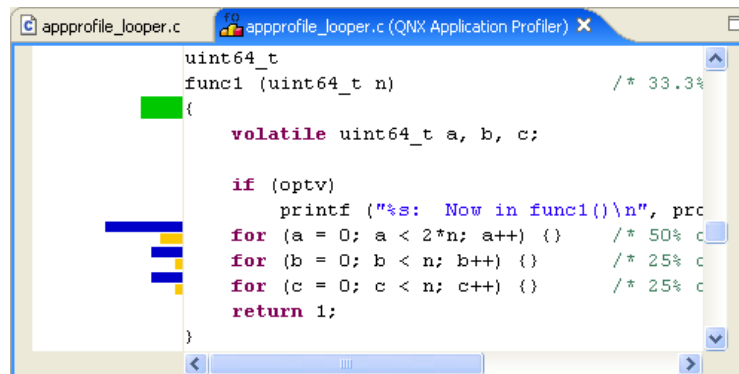 appprofile_looper.c
appprofile_looper.c (QNX Application Profiler)
uint64_t
func1 (uint64_t n) /* 33.3%
{
volatile uint64_t a, b, c;
if (optv)
printf ("%s: Now in func1()\n", pro
for (a = 0; a < 2*n; a++) {} /* 50% o
for (b = 0; b < n; b++) {} /* 25% o
for (c = 0; c < n; c++) {} /* 25% o
return 1;
}